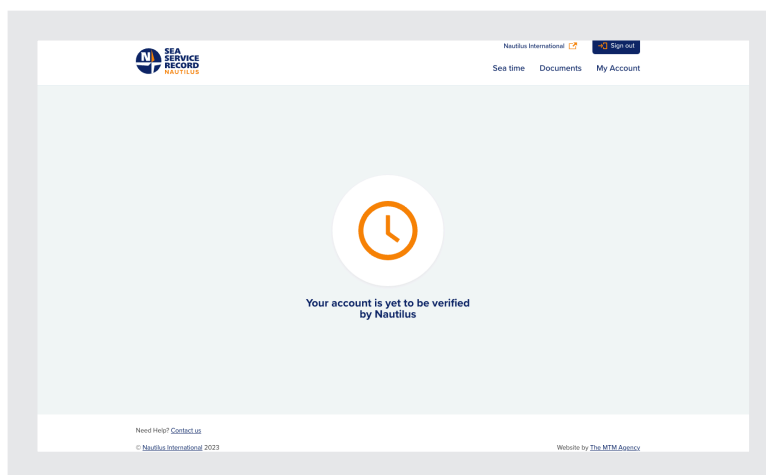 SEA
SERVICE
RECORD
NAUTILUS
N
Nautilus International
Sign out
Sea time Documents My Account
Your account is yet to be verified
by Nautilus
Need Help? Contact us
© Nautilus International 2023
Website by The MTM Agency